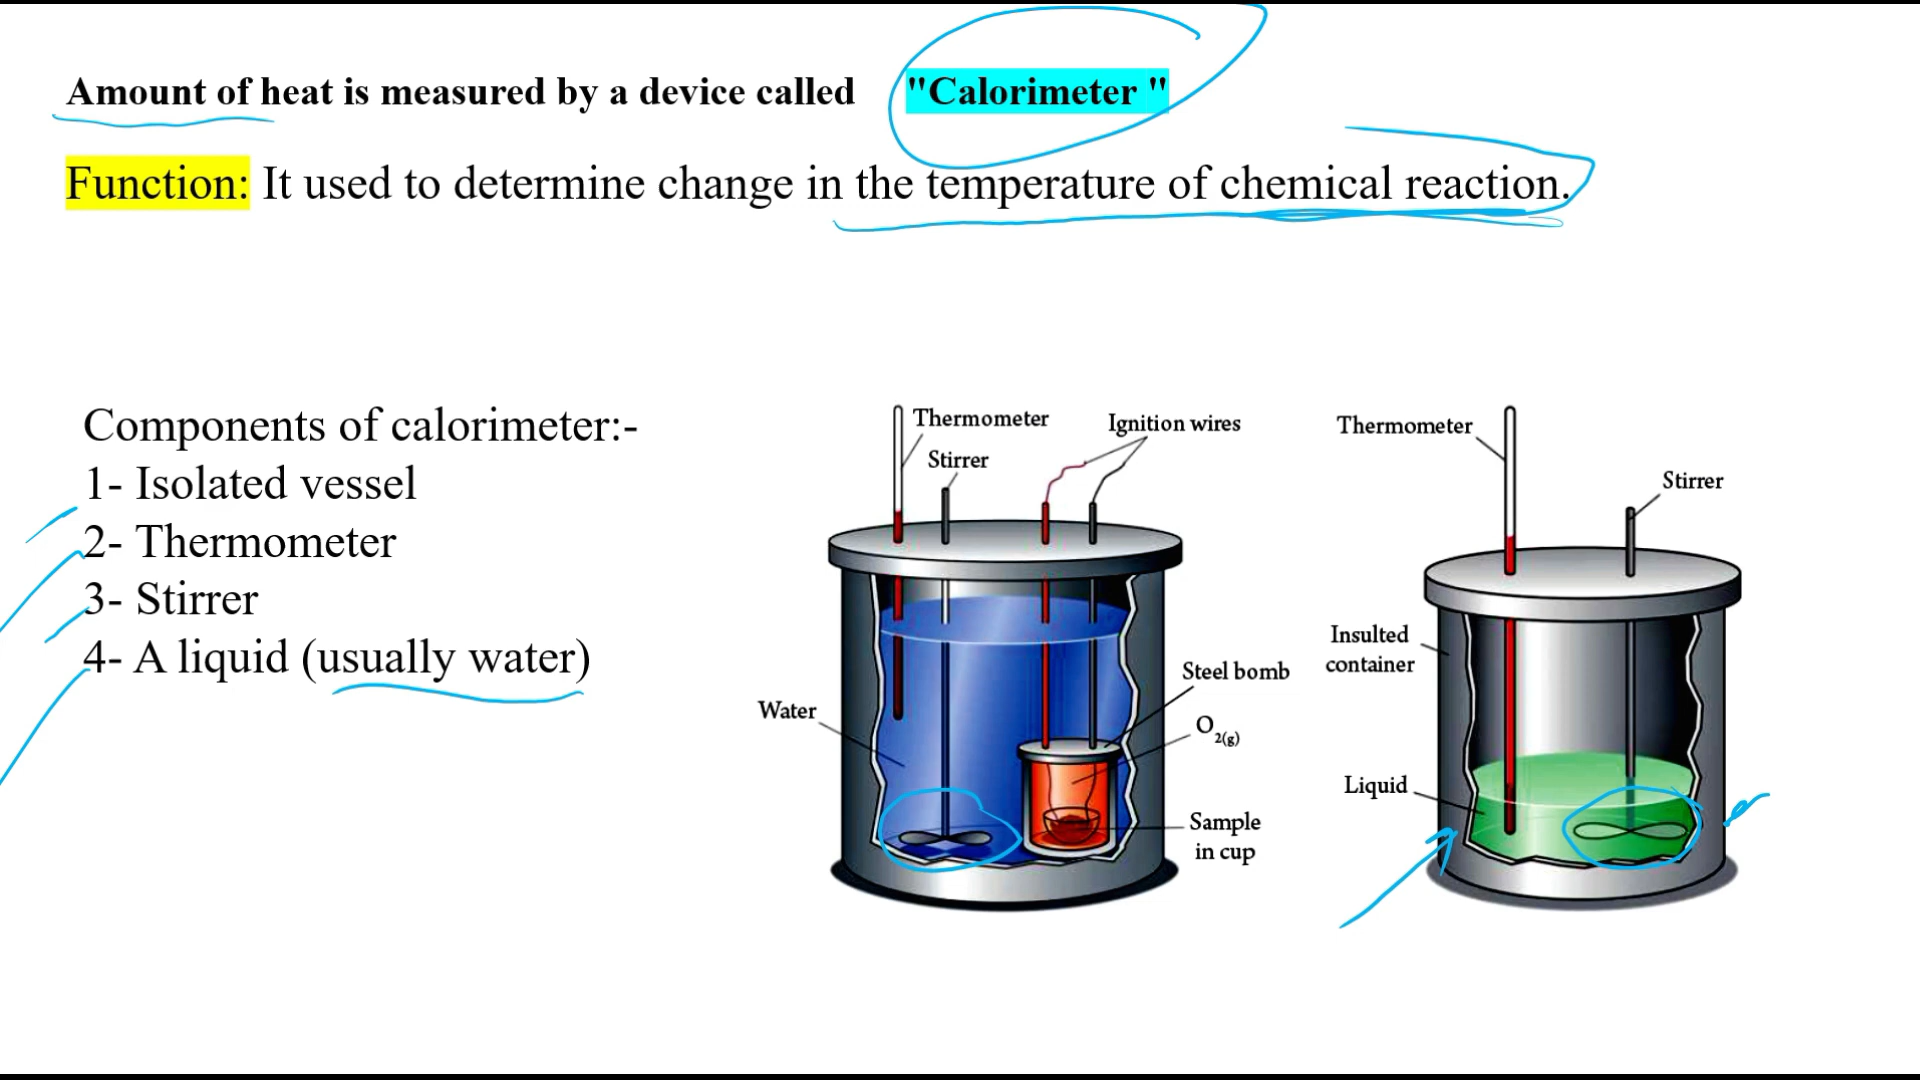 Amount of heat is measured by a device called "Calorimeter "
Function: It used to determine change in the temperature of chemical reaction.
Components of calorimeter:-
1- Isolated vessel
2- Thermometer
3- Stirrer
4- A liquid (usually water)
Thermometer
Stirrer
Ignition wires
Water
Steel bomb
O2(g)
Sample
in cup
Thermometer
Stirrer
Insulted
container
Liquid